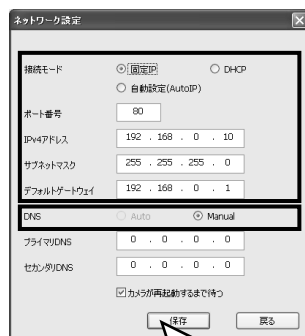 ネットワーク設定
接続モード 固定IP DHCP
自動設定(AutoIP)
ポート番号 80
IPv4アドレス 192 . 168 . 0 . 10
サブネットマスク 255 . 255 . 255 . 0
デフォルトゲートウェイ 192 . 168 . 0 . 1
DNS Auto Manual
プライマリDNS 0 . 0 . 0 . 0
セカンダリDNS 0 . 0 . 0 . 0
カメラが再起動するまで待つ
保存 戻る